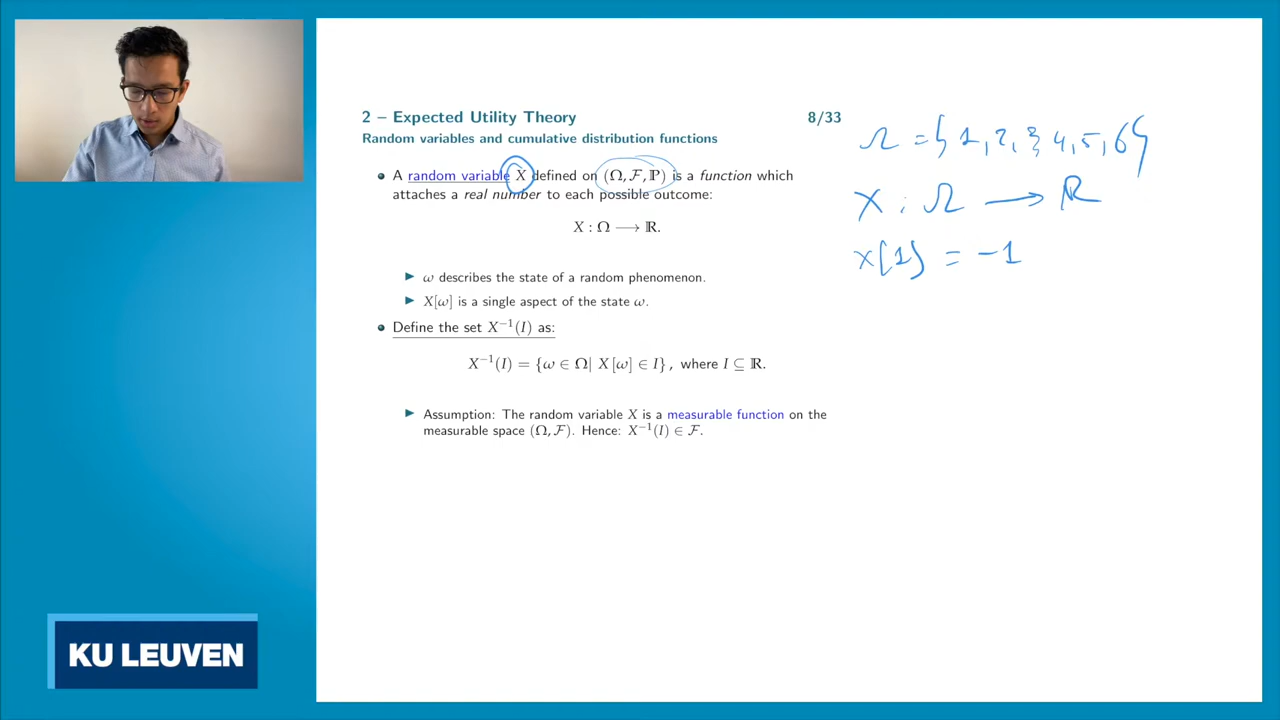 2 – Expected Utility Theory 8/33
Random variables and cumulative distribution functions
A random variable X defined on (Ω, ℱ, ℙ) is a function which
attaches a real number to each possible outcome:
X : Ω ⟶ ℝ.
ω describes the state of a random phenomenon.
X[ω] is a single aspect of the state ω.
Define the set X⁻¹(I) as:
X⁻¹(I) = {ω ∈ Ω| X[ω] ∈ I}, where I ⊆ ℝ.
Assumption: The random variable X is a measurable function on the
measurable space (Ω, ℱ). Hence: X⁻¹(I) ∈ ℱ.
Ω = { 1, 2, 3, 4, 5, 6 }
X : Ω ⟶ ℝ
X[1] = -1
KU LEUVEN